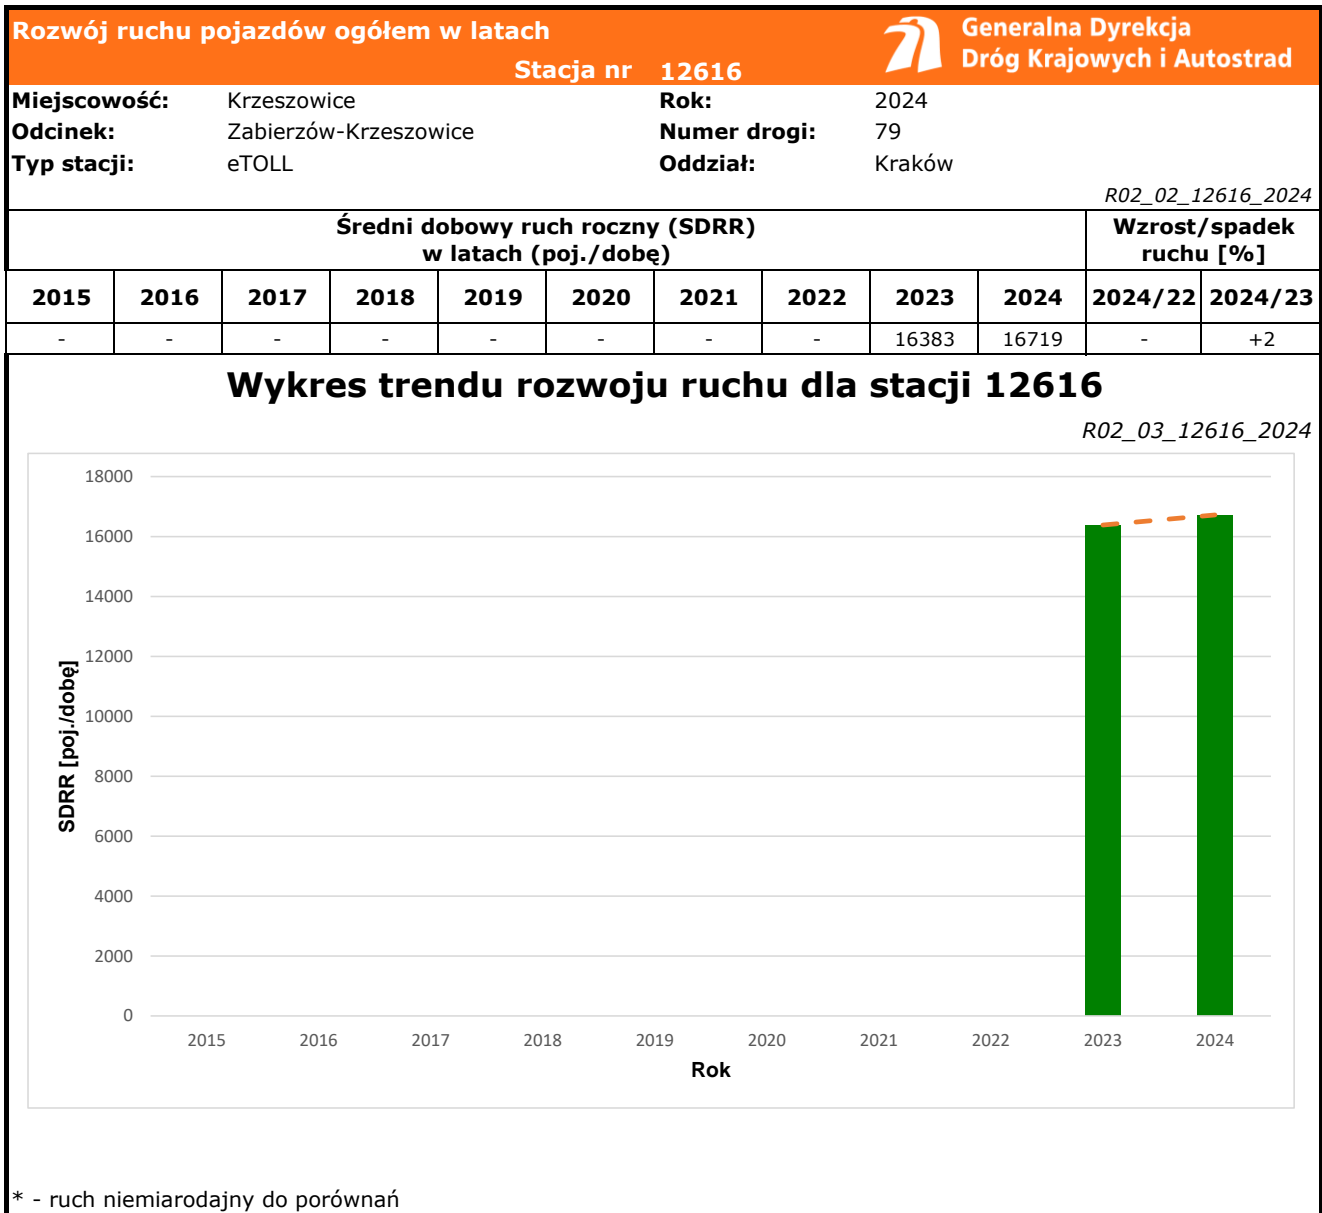 Rozwój ruchu pojazdów ogółem w latach
Generalna Dyrekcja
Dróg Krajowych i Autostrad
Stacja nr 12616
Miejscowość: Krzeszowice Rok: 2024
Odcinek: Zabierzów-Krzeszowice Numer drogi: 79
Typ stacji: eTOLL Oddział: Kraków
R02_02_12616_2024
Średni dobowy ruch roczny (SDRR)
w latach (poj./dobę)
Wzrost/spadek
ruchu [%]
2015 2016 2017 2018 2019 2020 2021 2022 2023 2024 2024/22 2024/23
- - - - - - - - 16383 16719 - +2
Wykres trendu rozwoju ruchu dla stacji 12616
R02_03_12616_2024
18000
16000
14000
12000
10000
8000
6000
4000
2000
0
SDRR [poj./dobę]
2015 2016 2017 2018 2019 2020 2021 2022 2023 2024
Rok
* - ruch niemiarodajny do porównań